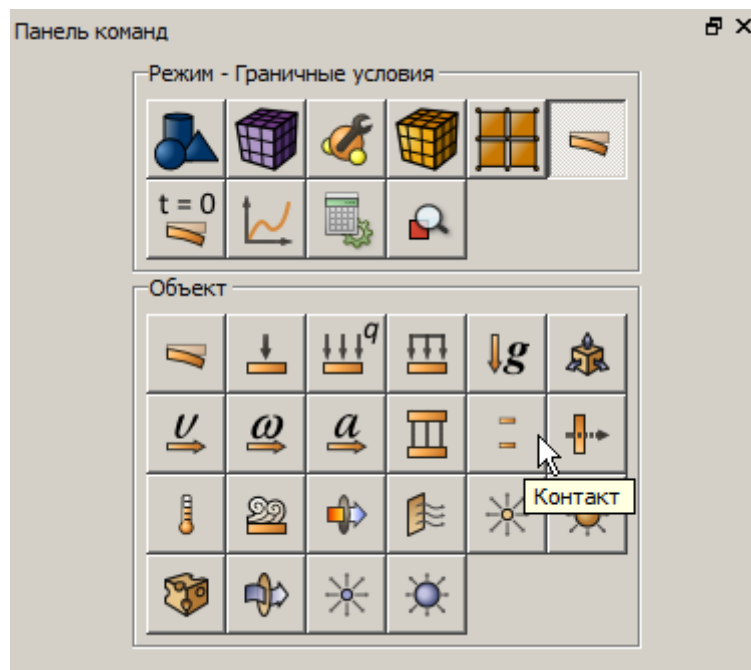 Панель команд
Режим - Граничные условия
t = 0
Объект
q
g
υ
ω
a
Контакт